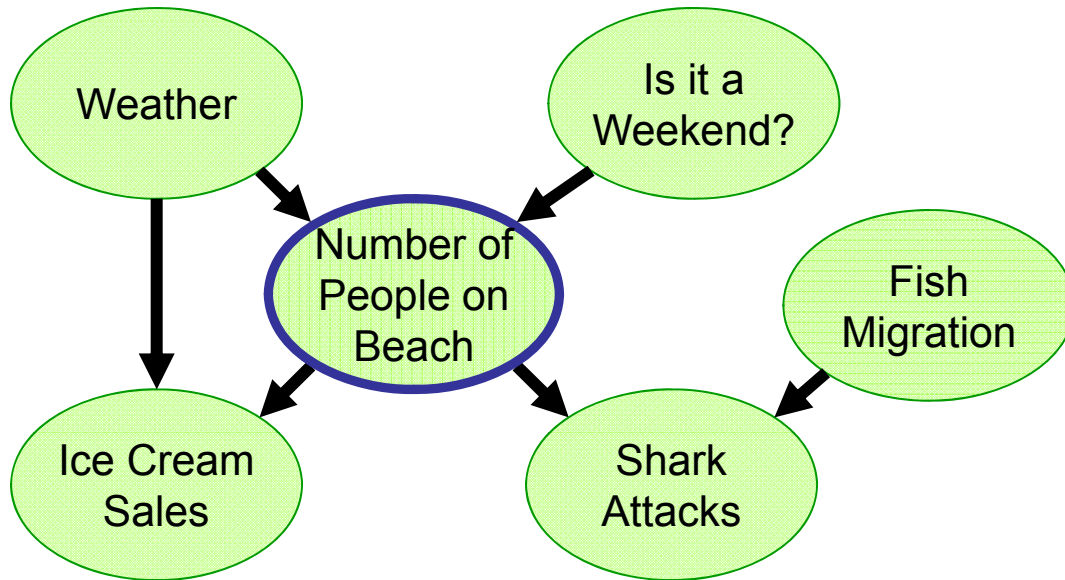 Weather
Is it a
Weekend?
Number of
People on
Beach
Fish
Migration
Ice Cream
Sales
Shark
Attacks